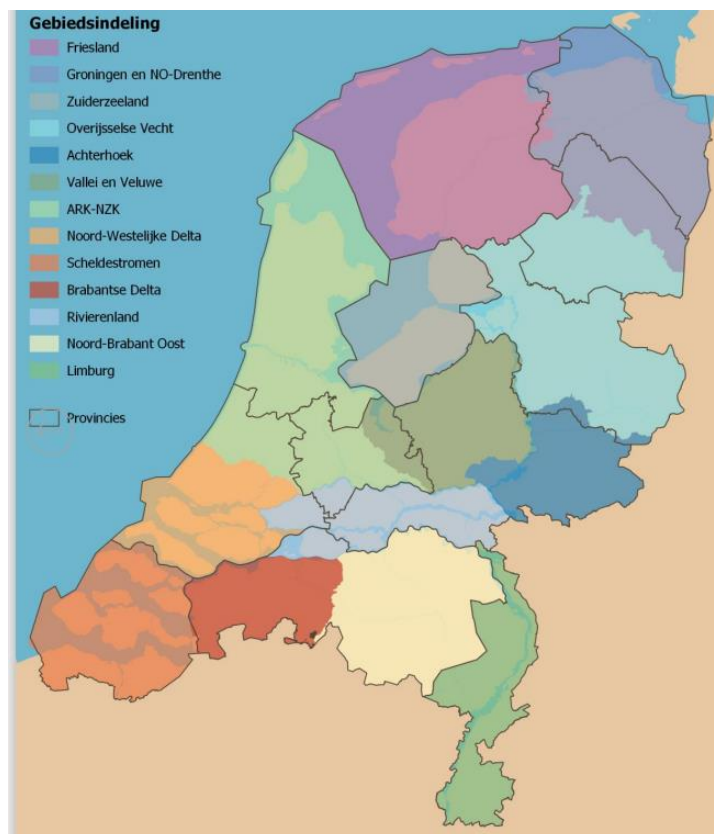 Gebiedsindeling
Friesland
Groningen en NO-Drenthe
Zuiderzeeland
Overijsselse Vecht
Achterhoek
Vallei en Veluwe
ARK-NZK
Noord-Westelijke Delta
Scheldestromen
Brabantse Delta
Rivierenland
Noord-Brabant Oost
Limburg
Provincies